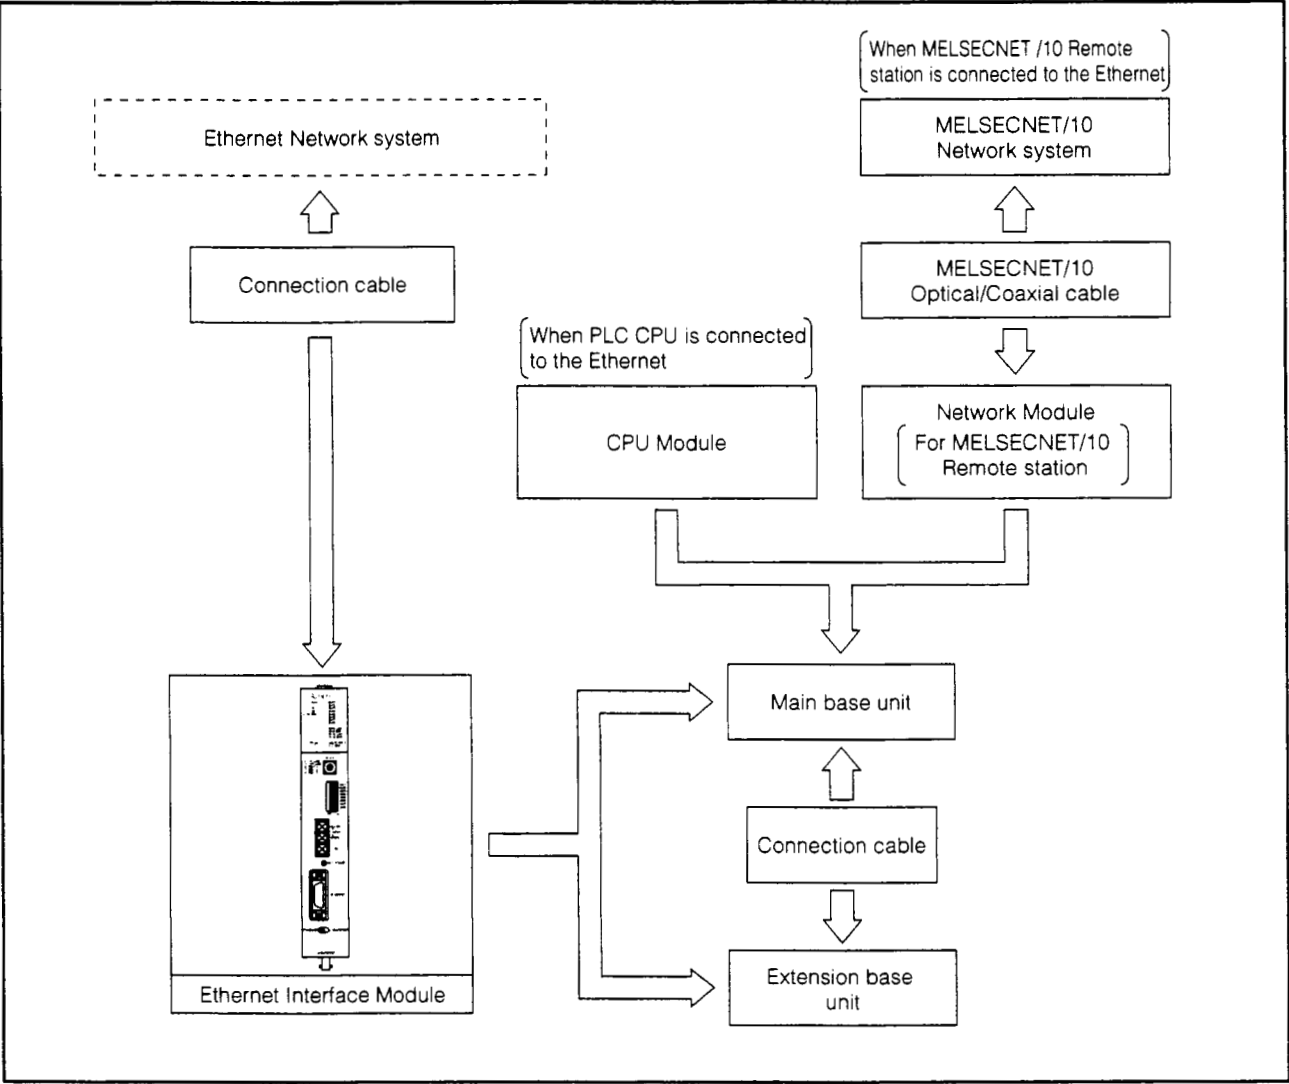 When MELSECNET /10 Remote
station is connected to the Ethernet
Ethernet Network system
MELSECNET/10
Network system
Connection cable
MELSECNET/10
Optical/Coaxial cable
When PLC CPU is connected
to the Ethernet
CPU Module
Network Module
For MELSECNET/10
Remote station
Main base unit
Connection cable
Extension base
unit
Ethernet Interface Module